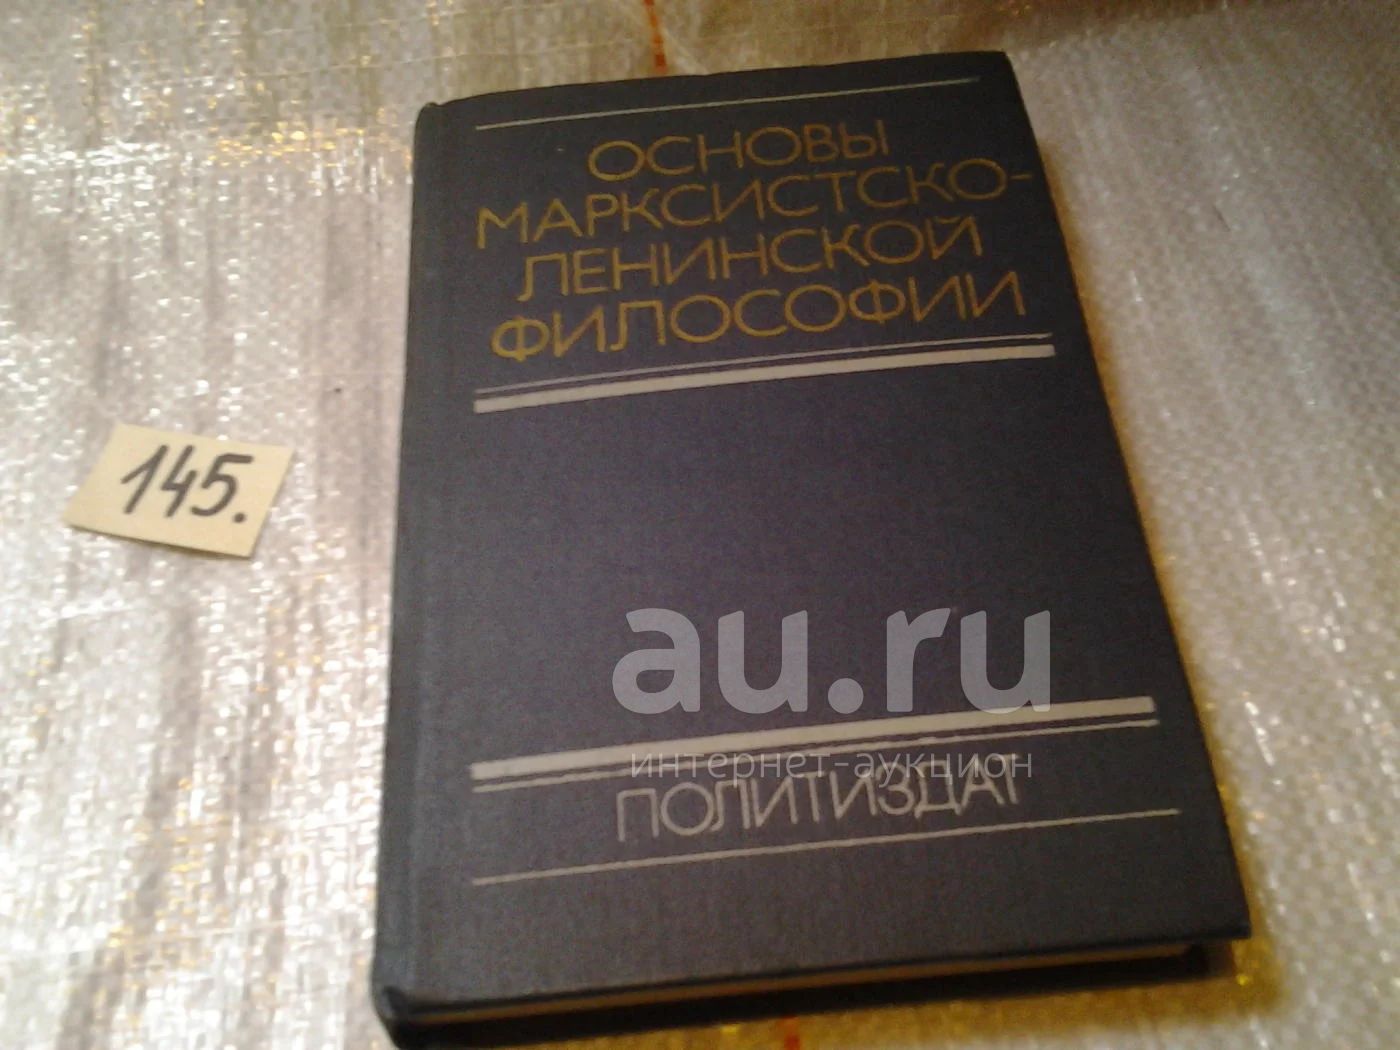 ОСНОВЫ
МАРКСИСТСКО-
ЛЕНИНСКОЙ
ФИЛОСОФИИ
145.
au.ru
интернет-аукцион
ПОЛИТИЗДАТ